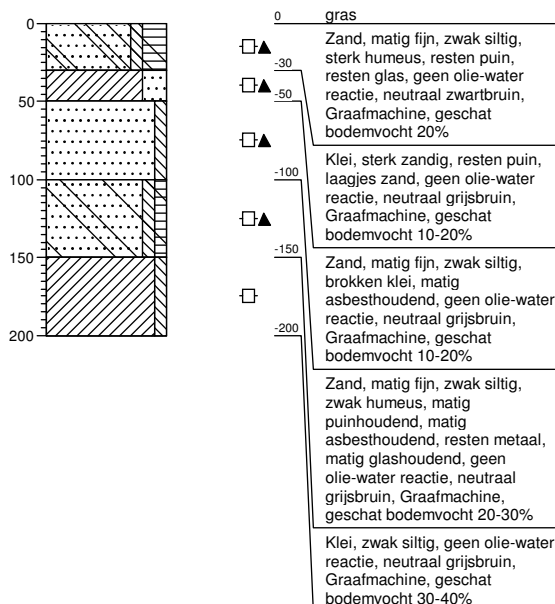 0
50
100
150
200
0
gras
Zand, matig fijn, zwak siltig,
sterk humeus, resten puin,
resten glas, geen olie-water
reactie, neutraal zwartbruin,
Graafmachine, geschat
bodemvocht 20%
-30
Klei, sterk zandig, resten puin,
laagjes zand, geen olie-water
reactie, neutraal grijsbruin,
Graafmachine, geschat
bodemvocht 10-20%
-50
Zand, matig fijn, zwak siltig,
brokken klei, matig
asbesthoudend, geen olie-water
reactie, neutraal grijsbruin,
Graafmachine, geschat
bodemvocht 10-20%
-100
Zand, matig fijn, zwak siltig,
zwak humeus, matig
puinhoudend, matig
asbesthoudend, resten metaal,
matig glashoudend, geen
olie-water reactie, neutraal
grijsbruin, Graafmachine,
geschat bodemvocht 20-30%
-150
Klei, zwak siltig, geen olie-water
reactie, neutraal grijsbruin,
Graafmachine, geschat
bodemvocht 30-40%
-200